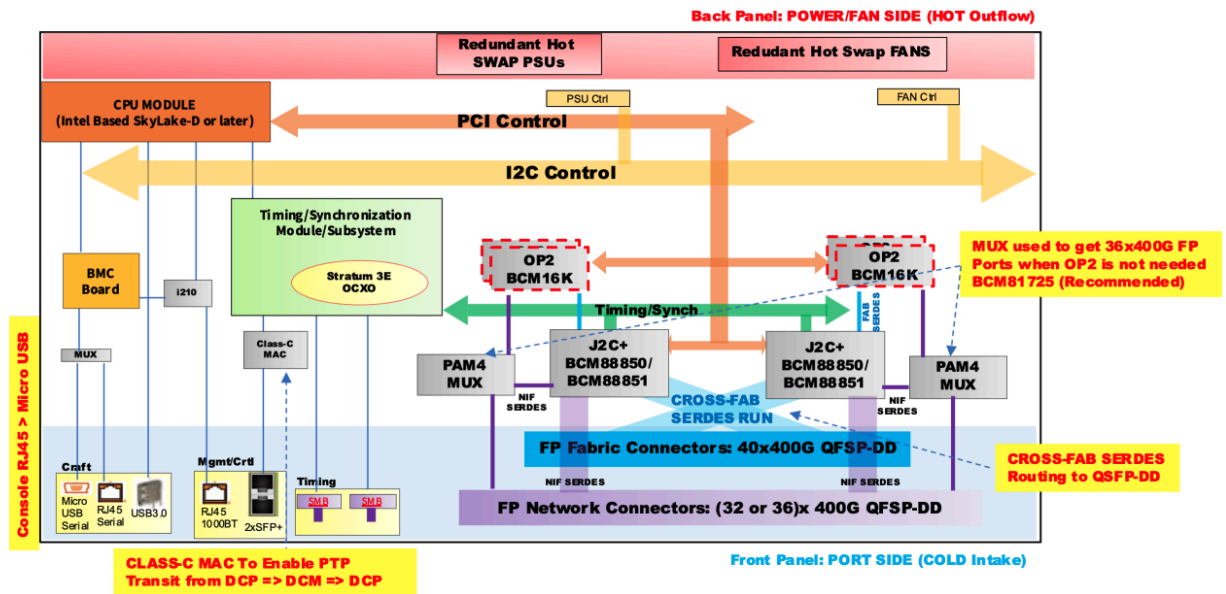 Back Panel: POWER/FAN SIDE (HOT Outflow)
Redundant Hot
SWAP PSUs
Redudant Hot Swap FANS
CPU MODULE
(Intel Based SkyLake-D or later)
PSU Ctrl
FAN Ctrl
PCI Control
I2C Control
Timing/Synchronization
Module/Subsystem
Stratum 3E
OCXO
BMC
Board
I210
MUX
Class-C
MAC
OP2
BCM16K
OP2
BCM16K
MUX used to get 36x400G FP
Ports when OP2 is not needed
BCM81725 (Recommended)
Timing/Synch
FAB
SERDES
J2C+
BCM88850/
BCM88851
J2C+
BCM88850/
BCM88851
PAM4
MUX
PAM4
MUX
NIF
SERDES
NIF
SERDES
CROSS-FAB
SERDES RUN
Console RJ45 > Micro USB
FP Fabric Connectors: 40x400G QFSP-DD
CROSS-FAB SERDES
Routing to QSFP-DD
NIF SERDES
NIF SERDES
FP Network Connectors: (32 or 36)x 400G QFSP-DD
Craft
Micro
USB
Serial
RJ45
Serial
USB3.0
Mgmt/Crtl
RJ45
1000BT
2xSFP+
Timing
SMB
SMB
CLASS-C MAC To Enable PTP
Transit from DCP => DCM => DCP
Front Panel: PORT SIDE (COLD Intake)